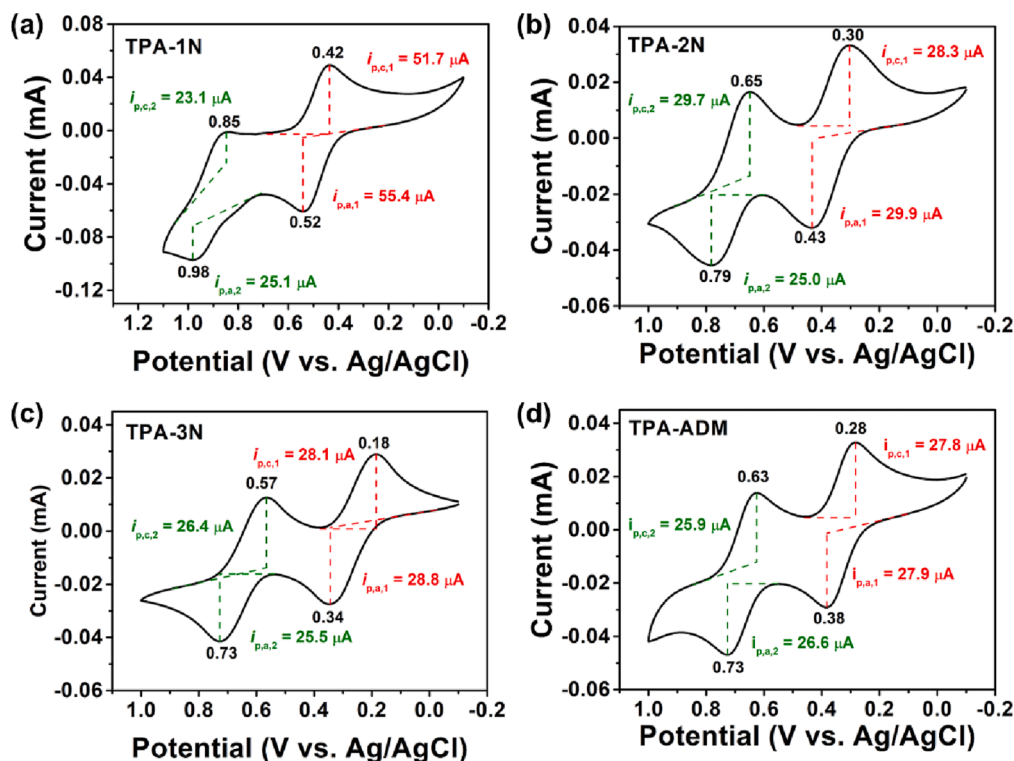 (a)
TPA-1N
0.08
0.04
0.00
-0.04
-0.08
-0.12
Current (mA)
0.42
i p,c,1 = 51.7 μA
i p,c,2 = 23.1 μA
0.85
i p,a,1 = 55.4 μA
0.52
0.98
i p,a,2 = 25.1 μA
1.0 0.8 0.6 0.4 0.2 0.0 -0.2
Potential (V vs. Ag/AgCl)
(b)
TPA-2N
0.04
0.02
0.00
-0.02
-0.04
-0.06
Current (mA)
0.30
i p,c,1 = 28.3 μA
0.65
i p,c,2 = 29.7 μA
i p,a,1 = 29.9 μA
0.43
0.79
i p,a,2 = 25.0 μA
1.0 0.8 0.6 0.4 0.2 0.0 -0.2
Potential (V vs. Ag/AgCl)
(c)
TPA-3N
0.04
0.02
0.00
-0.02
-0.04
-0.06
Current (mA)
0.18
i p,c,1 = 28.1 μA
0.57
i p,c,2 = 26.4 μA
i p,a,1 = 28.8 μA
0.34
0.73
i p,a,2 = 25.5 μA
1.0 0.8 0.6 0.4 0.2 0.0 -0.2
Potential (V vs. Ag/AgCl)
(d)
TPA-ADM
0.04
0.02
0.00
-0.02
-0.04
-0.06
Current (mA)
0.28
i p,c,1 = 27.8 μA
0.63
i p,c,2 = 25.9 μA
i p,a,1 = 27.9 μA
0.38
0.73
i p,a,2 = 26.6 μA
1.0 0.8 0.6 0.4 0.2 0.0 -0.2
Potential (V vs. Ag/AgCl)